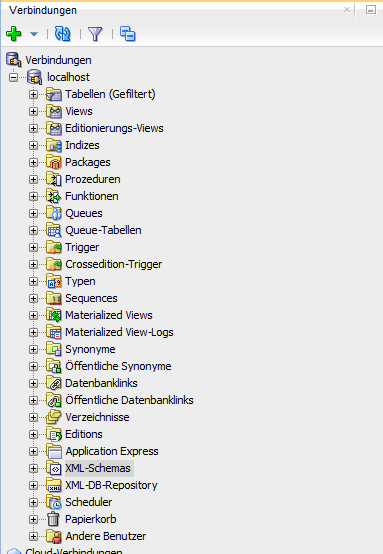 Verbindungen
Verbindungen
localhost
Tabellen (Gefiltert)
Views
Editionierungs-Views
Indizes
Packages
Prozeduren
Funktionen
Queues
Queue-Tabellen
Trigger
Crossedition-Trigger
Typen
Sequences
Materialized Views
Materialized View-Logs
Synonyme
Öffentliche Synonyme
Datenbanklinks
Öffentliche Datenbanklinks
Verzeichnisse
Editions
Application Express
XML-Schemas
XML-DB-Repository
Scheduler
Papierkorb
Andere Benutzer
Cloud-Verbindungen